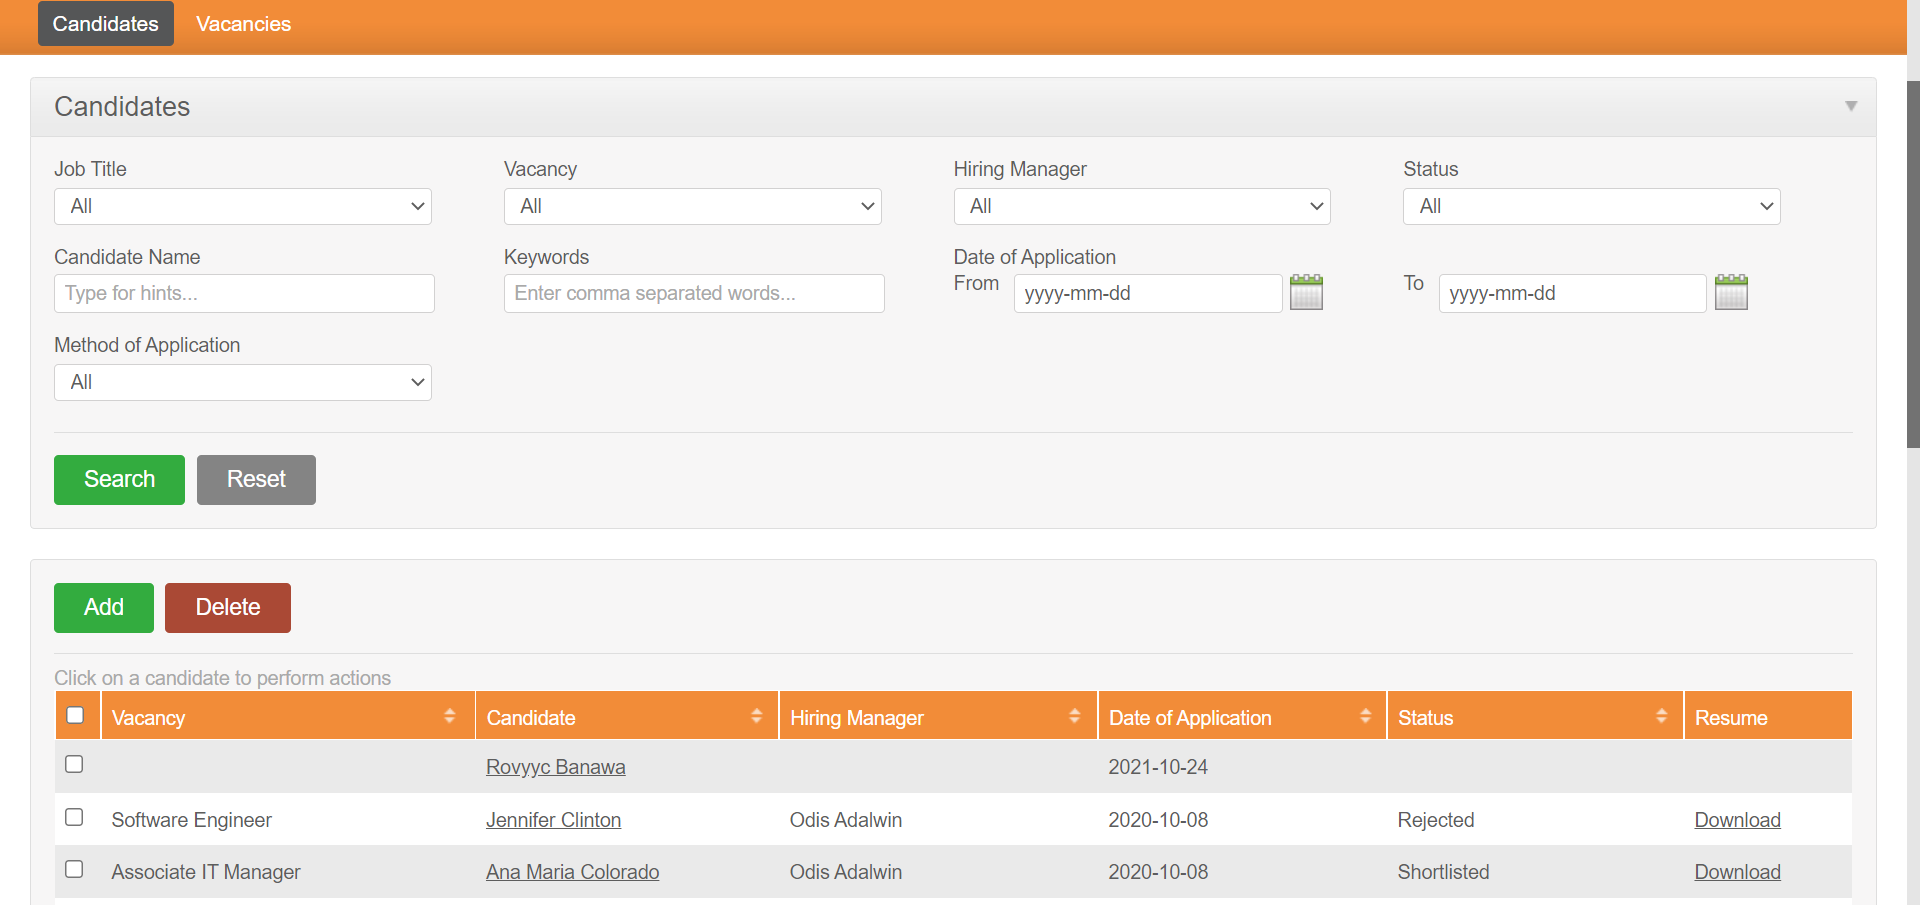 Candidates Vacancies
Candidates
Job Title Vacancy Hiring Manager Status
All All All All
Candidate Name Keywords Date of Application
Type for hints... Enter comma separated words... From yyyy-mm-dd To yyyy-mm-dd
Method of Application
All
Search Reset
Add Delete
Click on a candidate to perform actions
Vacancy Candidate Hiring Manager Date of Application Status Resume
Rovyyc Banawa 2021-10-24
Software Engineer Jennifer Clinton Odis Adalwin 2020-10-08 Rejected Download
Associate IT Manager Ana Maria Colorado Odis Adalwin 2020-10-08 Shortlisted Download